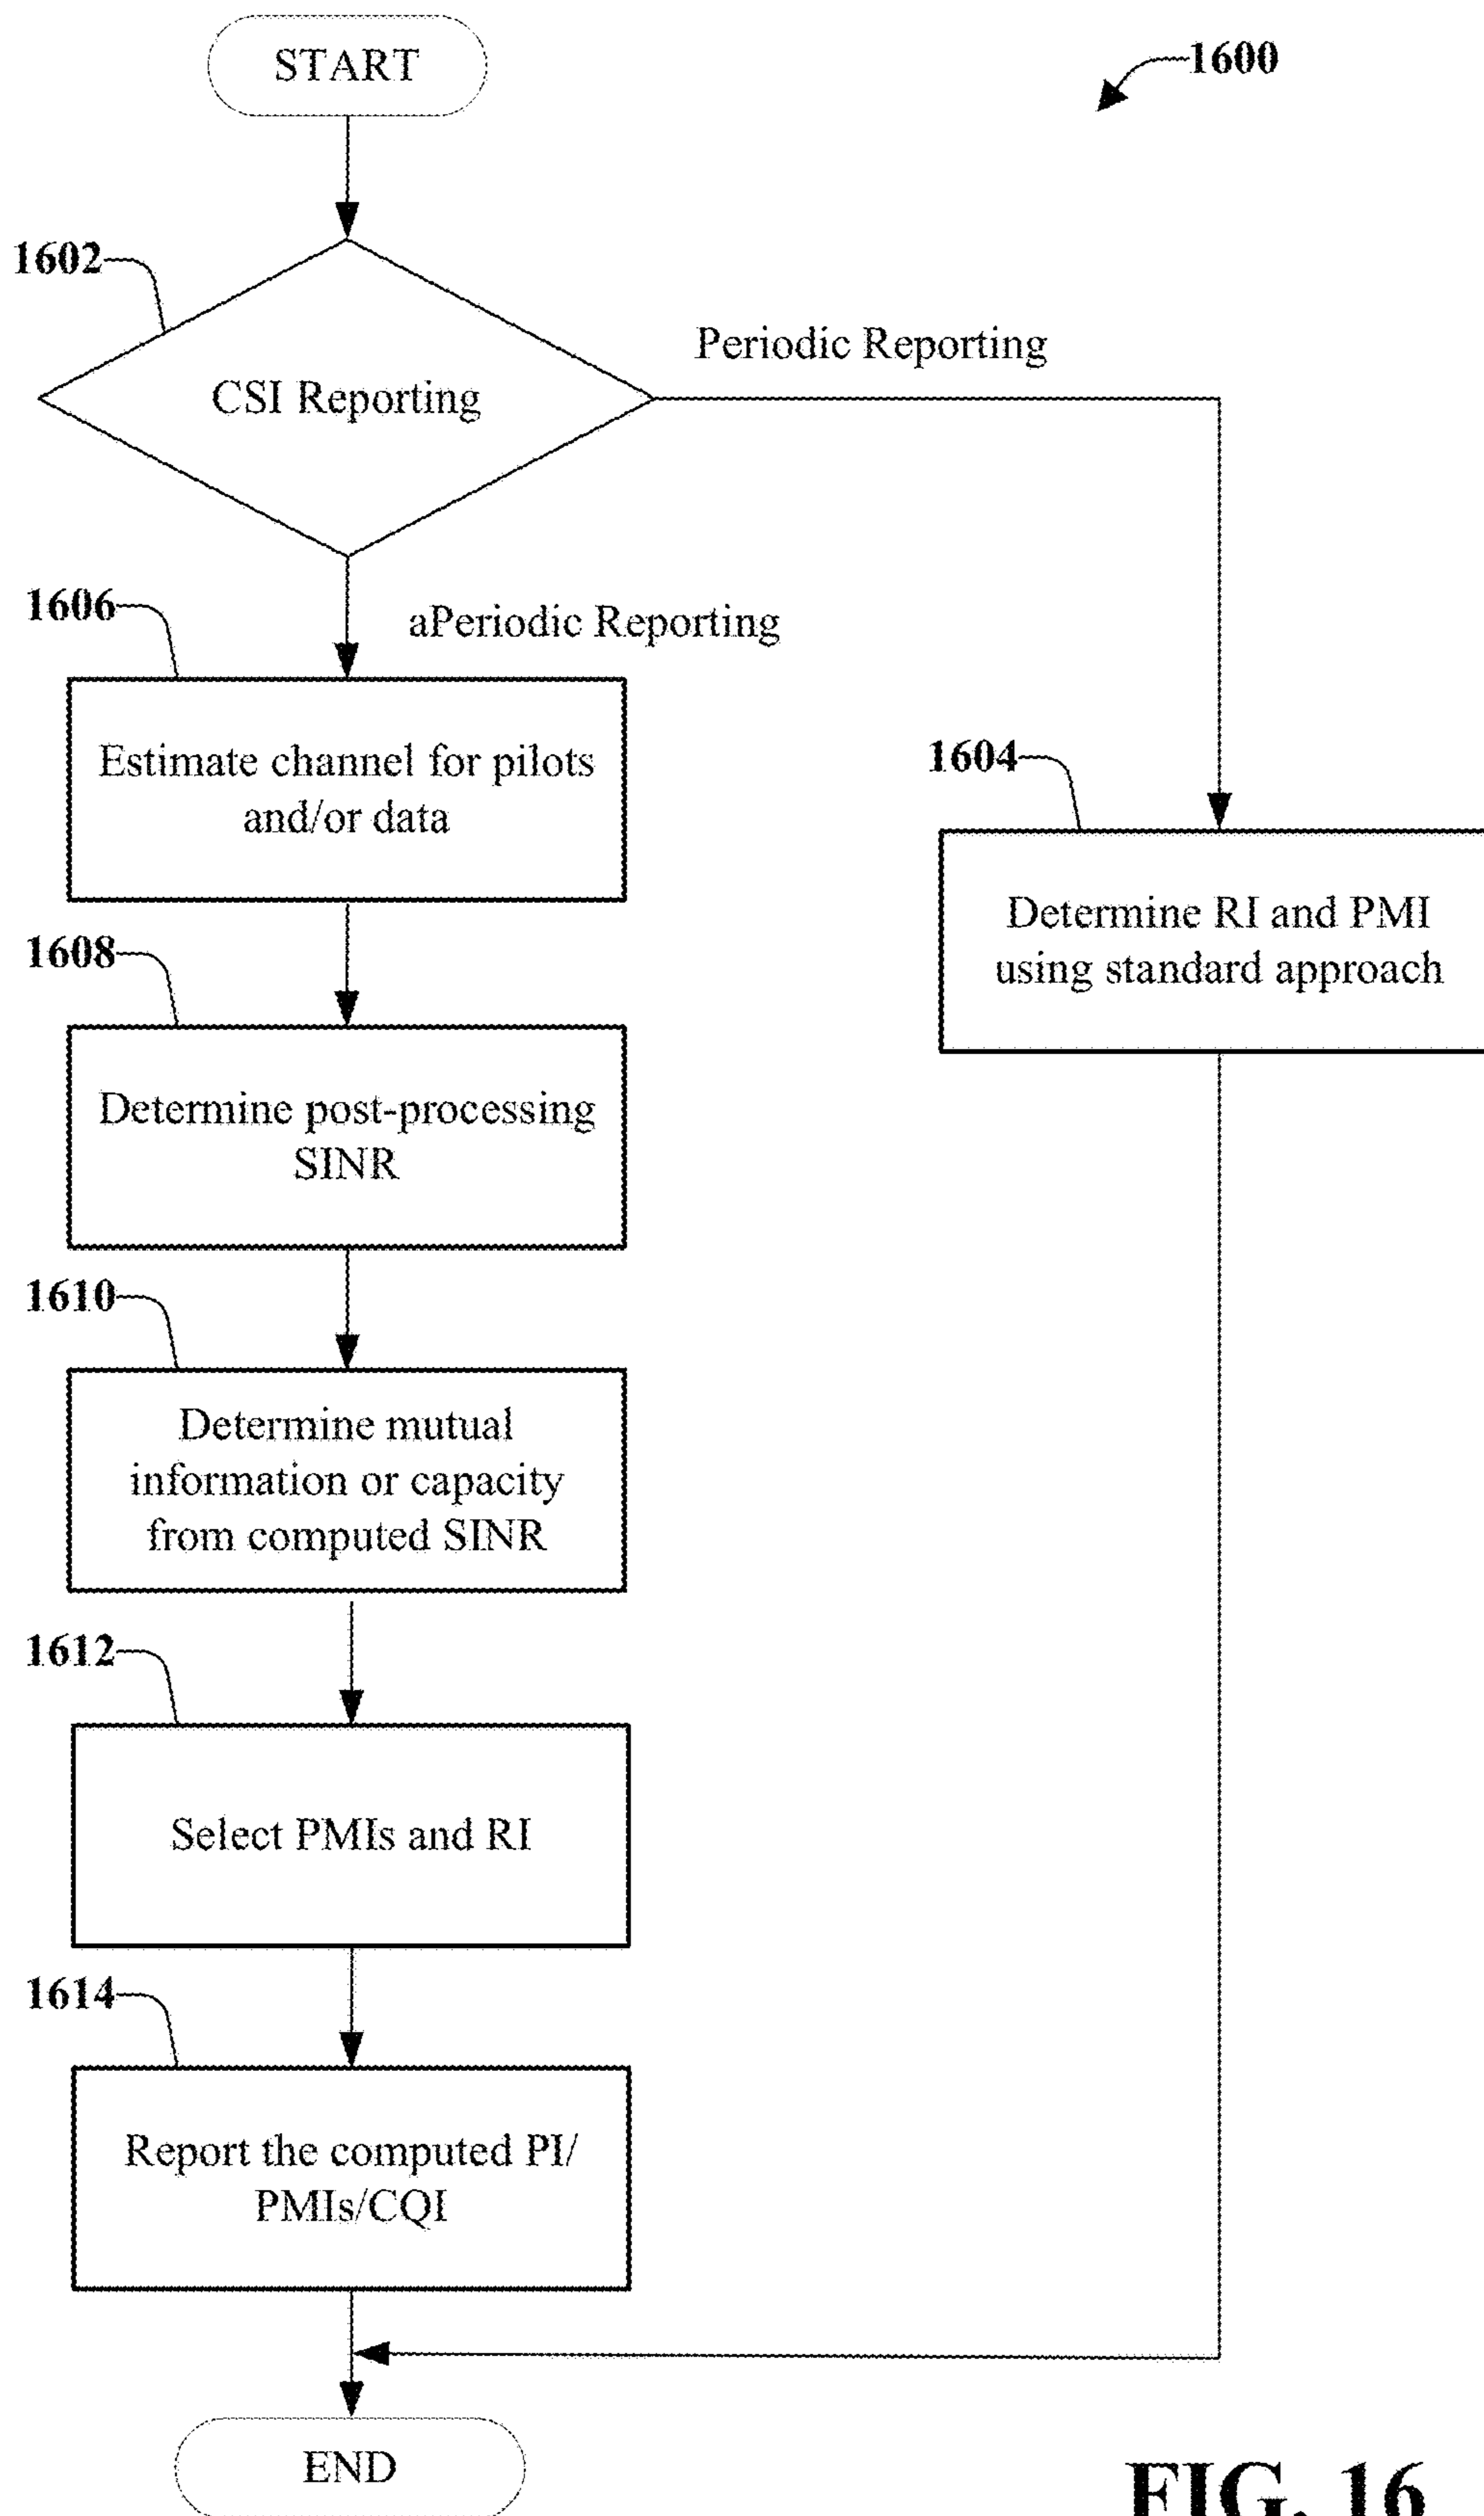 START
1600
1602
CSI Reporting
Periodic Reporting
1606
aPeriodic Reporting
Estimate channel for pilots
and/or data
1604
Determine RI and PMI
using standard approach
1608
Determine post-processing
SINR
1610
Determine mutual
information or capacity
from computed SINR
1612
Select PMIs and RI
1614
Report the computed PI/
PMIs/CQI
END
FIG. 16